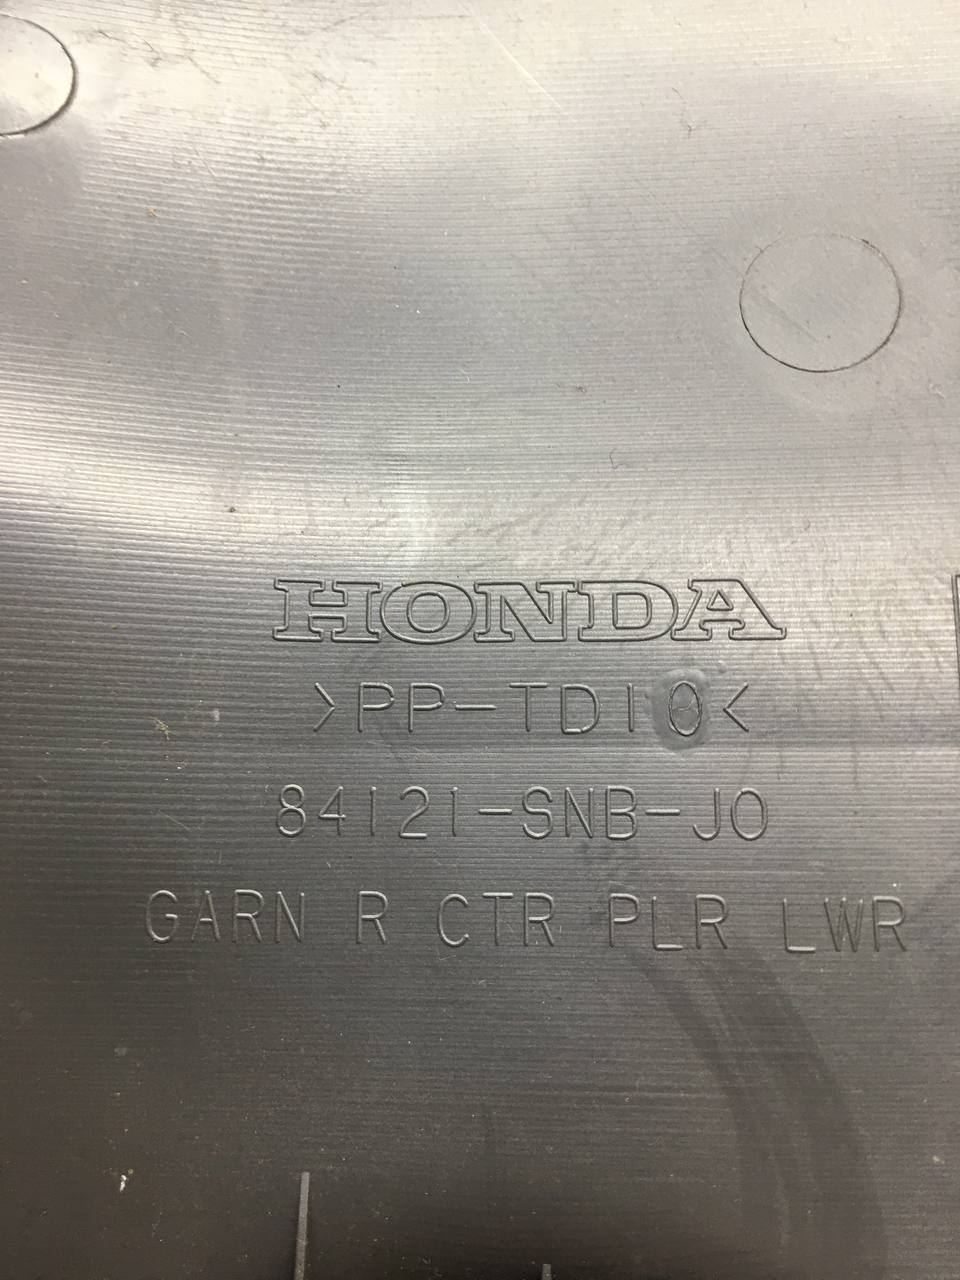 HONDA
>PP-TD10<
84121-SNB-J0
GARN R CTR PLR LWR